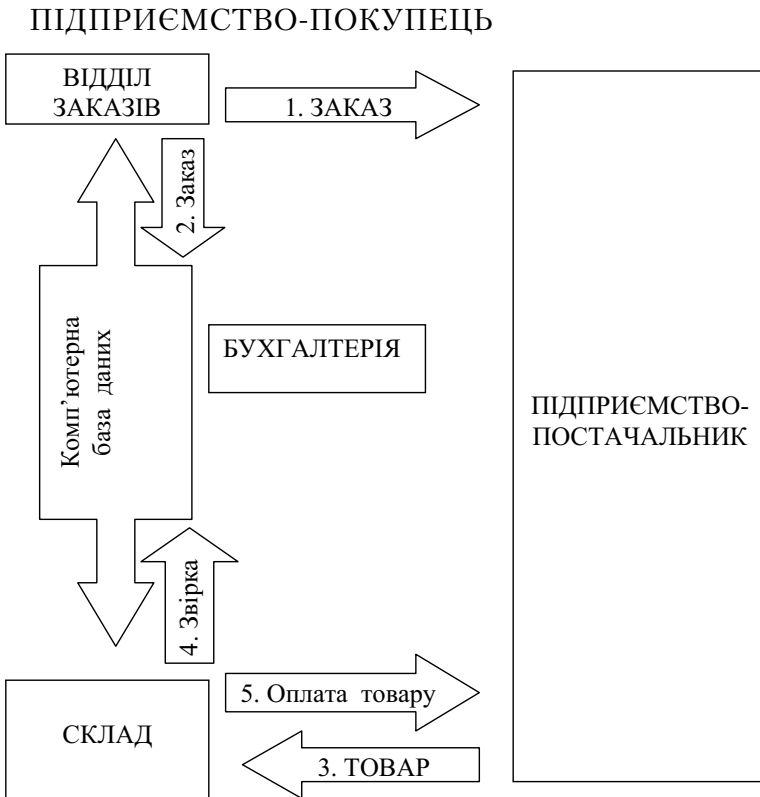 ПІДПРИЄМСТВО-ПОКУПЕЦЬ
ВІДДІЛ
ЗАКАЗІВ
1. ЗАКАЗ
2. Заказ
Комп’ютерна
база даних
БУХГАЛТЕРІЯ
ПІДПРИЄМСТВО-
ПОСТАЧАЛЬНИК
4. Звірка
5. Оплата товару
СКЛАД
3. ТОВАР